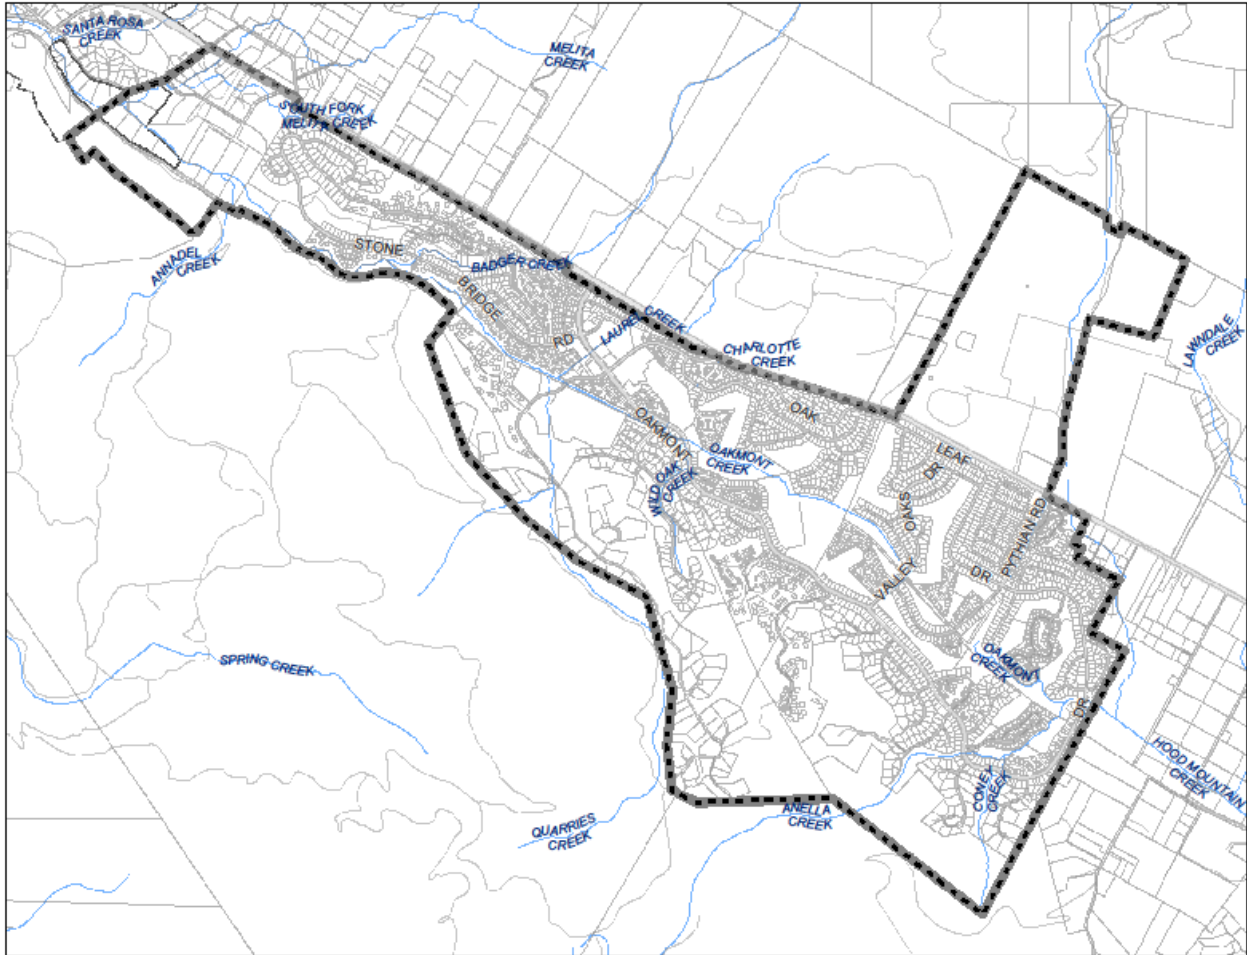 SANTA ROSA
CREEK
MELITA
CREEK
SOUTH FORK
MELITA CREEK
ANNADEL
CREEK
STONE
BADGER CREEK
BRIDGE
RD
LAUREL CREEK
CHARLOTTE
CREEK
LAWNDALE
CREEK
OAK
OAKMONT
OAKMONT
CREEK
LEAF
DR
WILD OAK
CREEK
OAKS
PYTHIAN RD
VALLEY
DR
SPRING CREEK
OAKMONT
CREEK
DR
HOOD MOUNTAIN
CREEK
CONEY
CREEK
ANELLA
CREEK
QUARRIES
CREEK